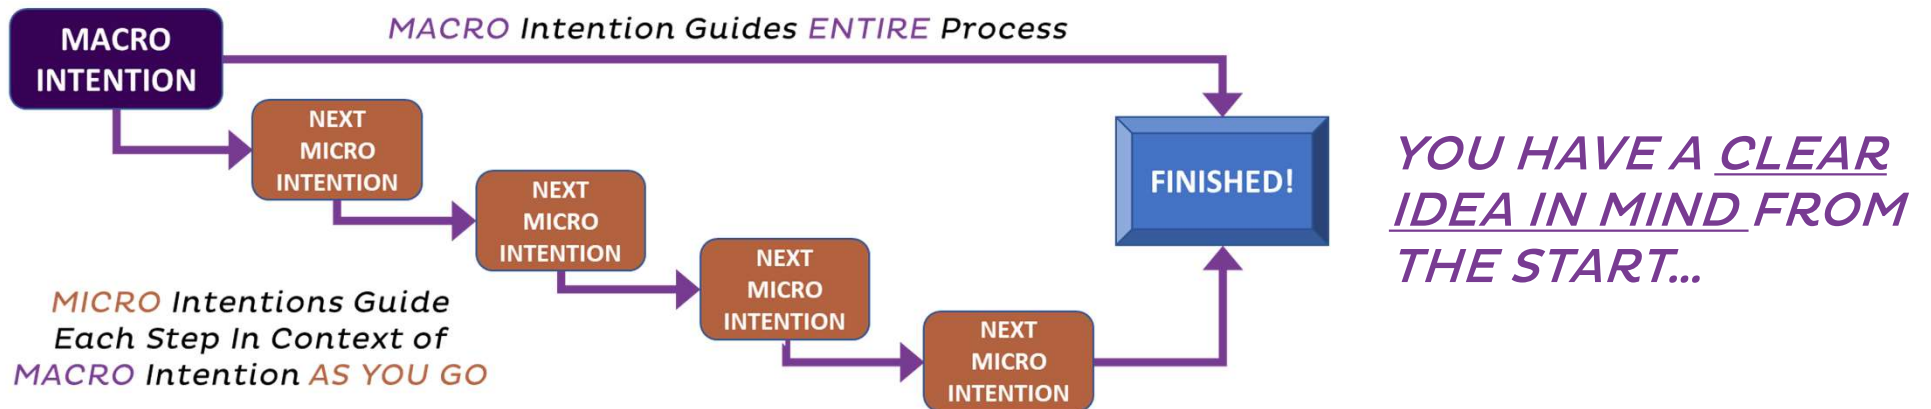 MACRO
INTENTION
MACRO Intention Guides ENTIRE Process
NEXT
MICRO
INTENTION
NEXT
MICRO
INTENTION
NEXT
MICRO
INTENTION
NEXT
MICRO
INTENTION
FINISHED!
MICRO Intentions Guide
Each Step In Context of
MACRO Intention AS YOU GO
YOU HAVE A CLEAR
IDEA IN MIND FROM
THE START...